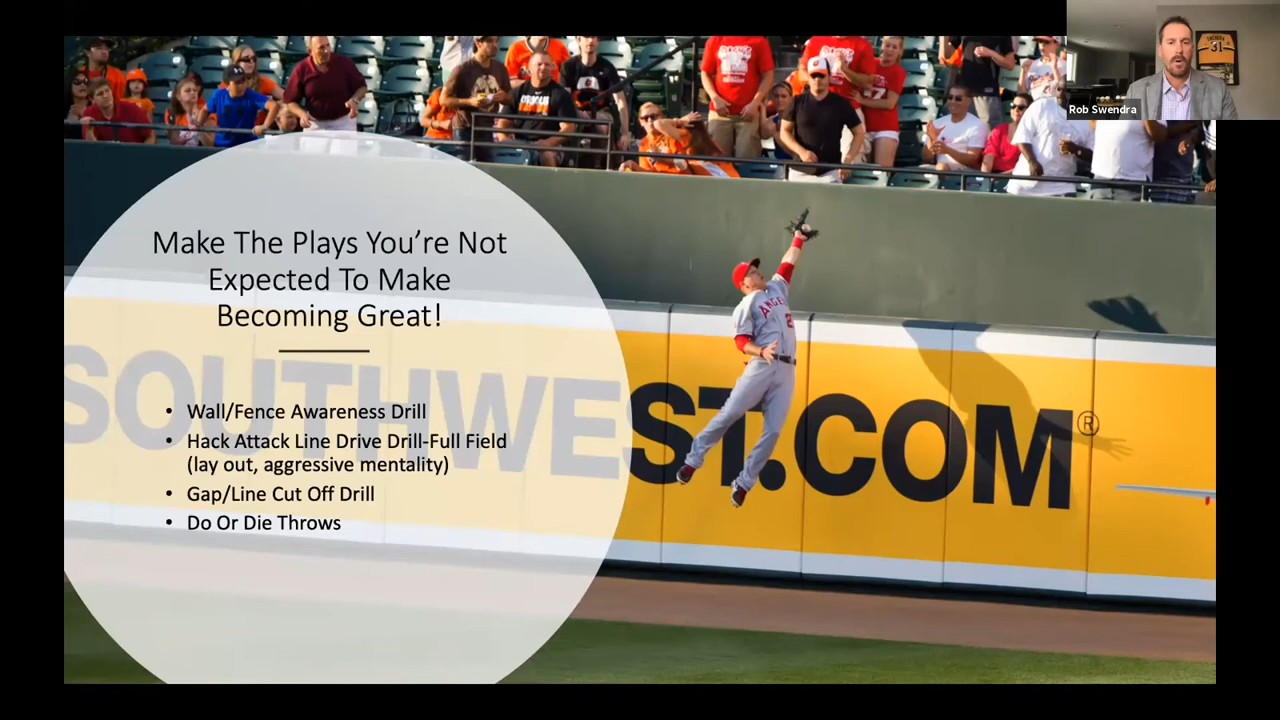 Rob Swendra
31
ANGE
Make The Plays You're Not
Expected To Make
Becoming Great!
• Wall/Fence Awareness Drill
• Hack Attack Line Drive Drill-Full Field
(lay out, aggressive mentality)
• Gap/Line Cut Off Drill
• Do Or Die Throws
SOUTHWEST.COM®